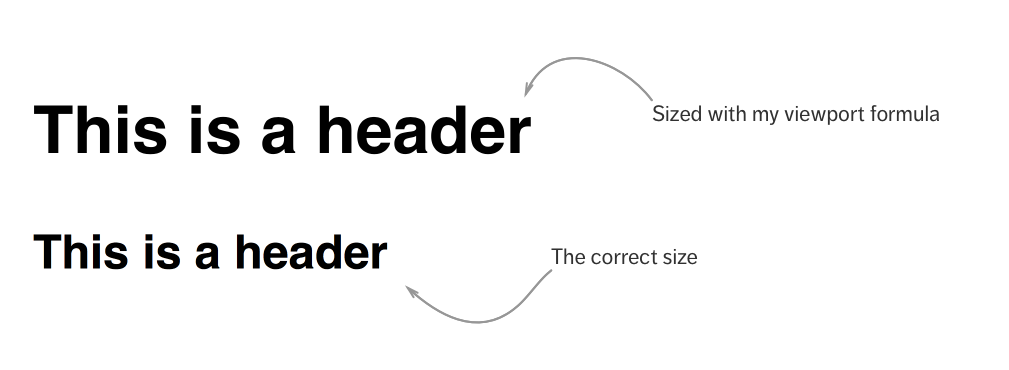 This is a header
Sized with my viewport formula
This is a header
The correct size